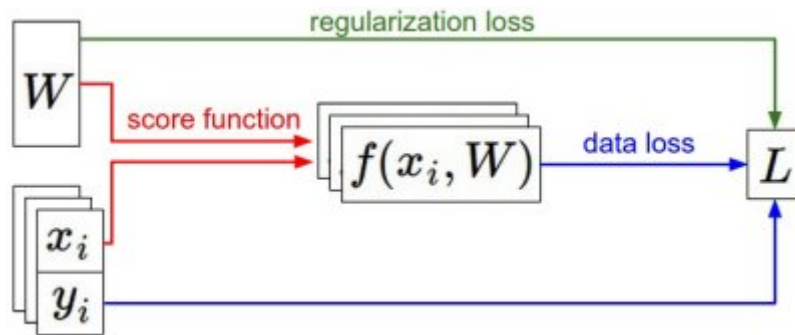 regularization loss
W
score function
f(x_i, W)
data loss
L
x_i
y_i